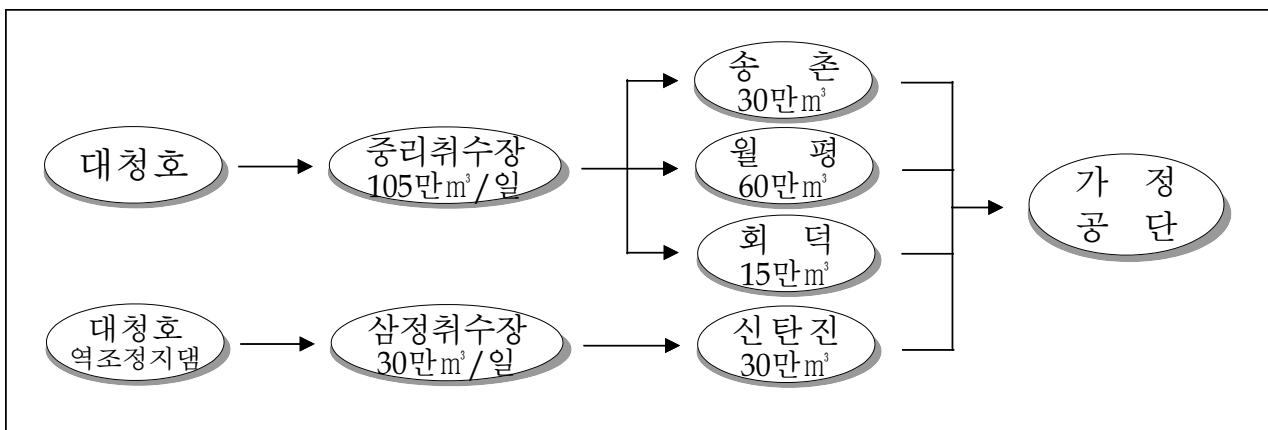 대청호
중리취수장
105만㎥/일
송 촌
30만㎥
월 평
60만㎥
회 덕
15만㎥
가 정
공 단
대청호
역조정지댐
삼정취수장
30만㎥/일
신탄진
30만㎥